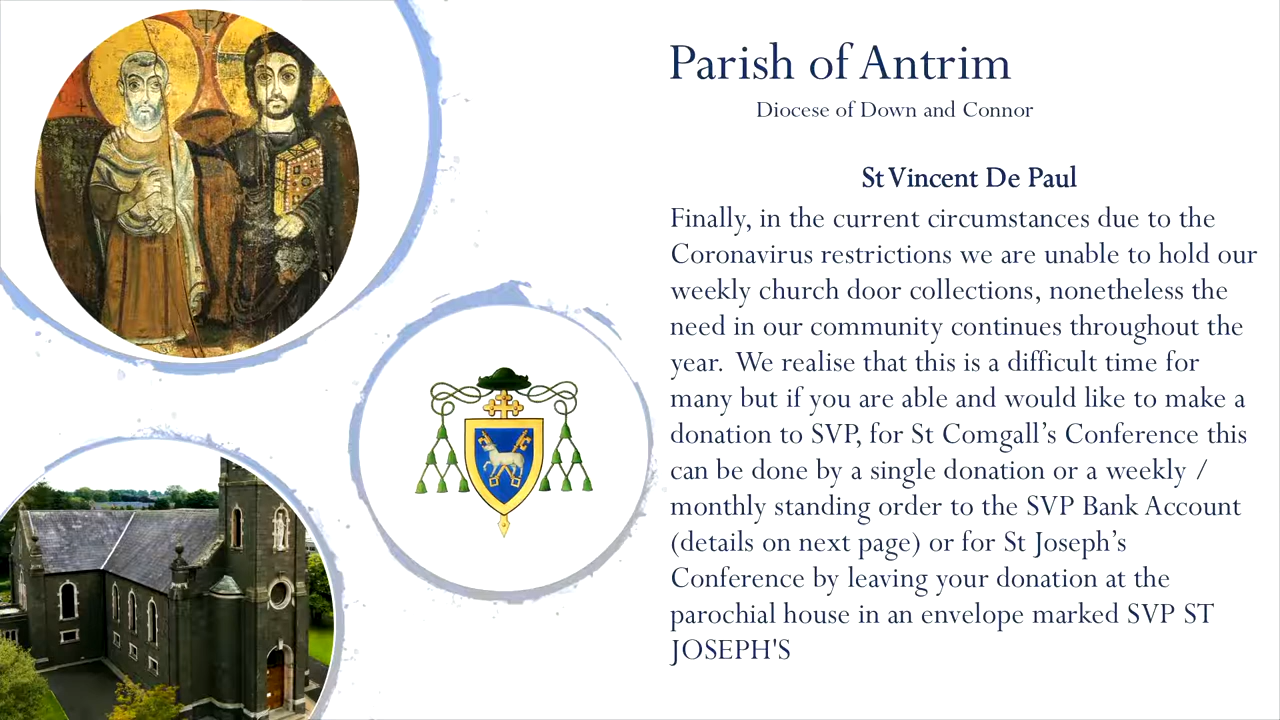 Parish of Antrim
Diocese of Down and Connor
St Vincent De Paul
Finally, in the current circumstances due to the
Coronavirus restrictions we are unable to hold our
weekly church door collections, nonetheless the
need in our community continues throughout the
year.  We realise that this is a difficult time for
many but if you are able and would like to make a
donation to SVP, for St Comgall’s Conference this
can be done by a single donation or a weekly /
monthly standing order to the SVP Bank Account
(details on next page) or for St Joseph’s
Conference by leaving your donation at the
parochial house in an envelope marked SVP ST
JOSEPH'S